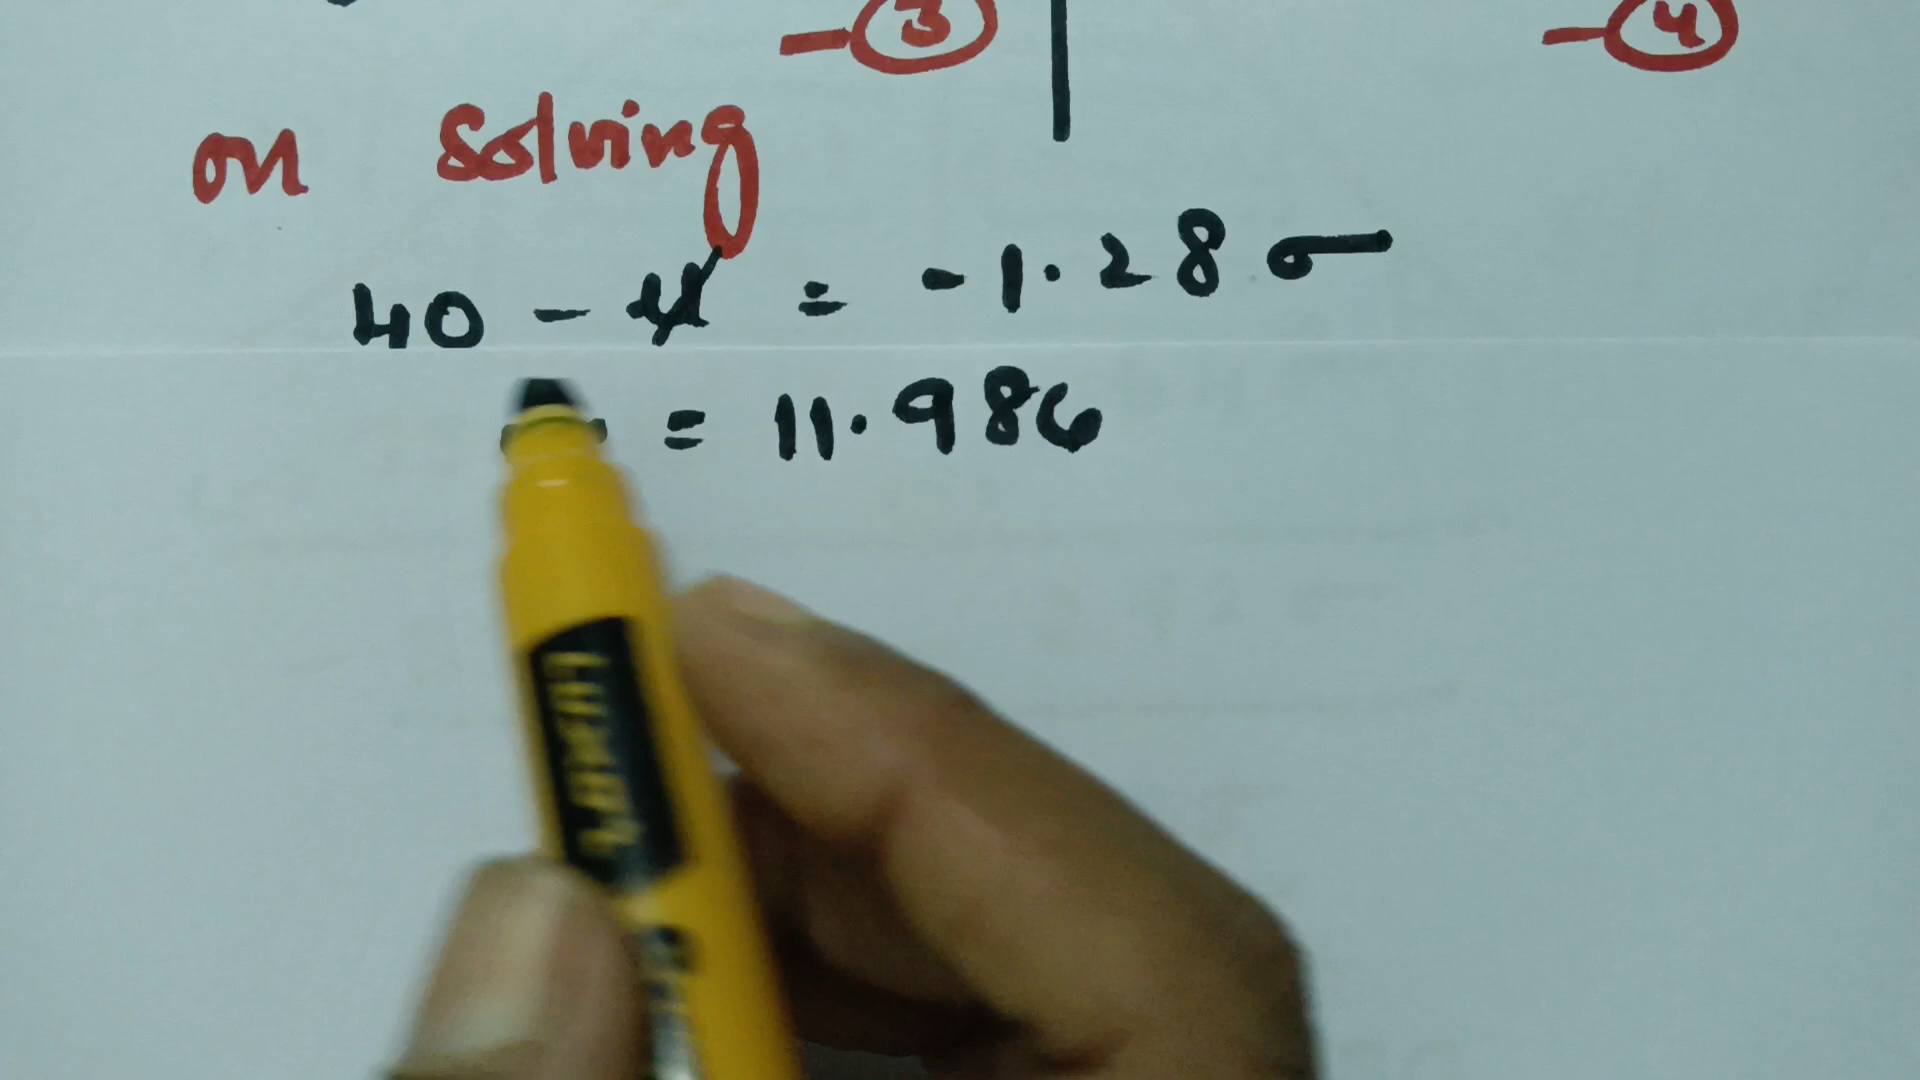 - 3 - 4
on solving
40 - μ = -1.28 σ
= 11.986